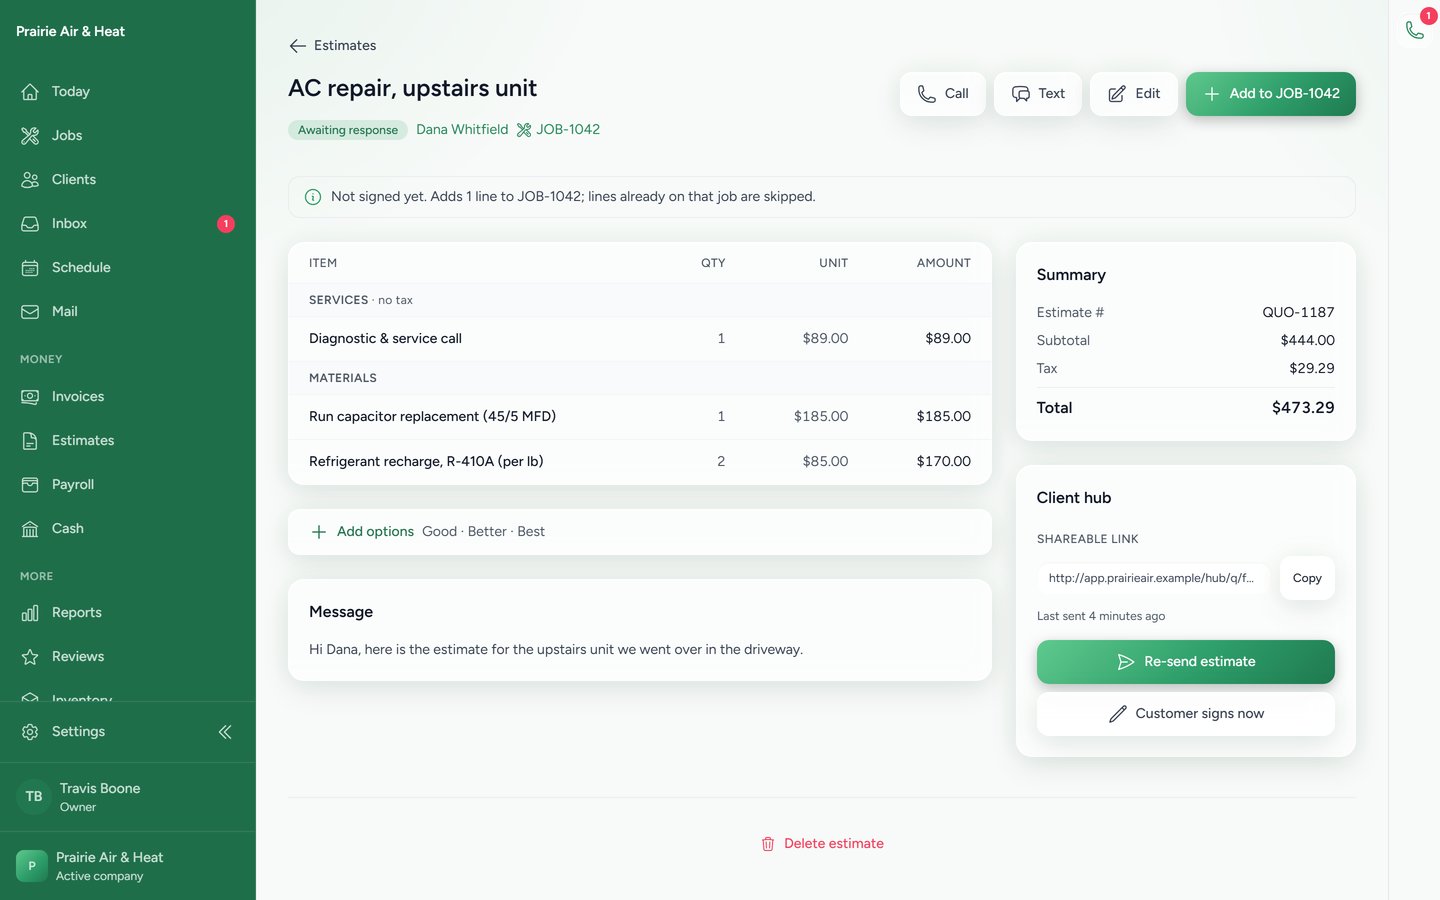 Prairie Air & Heat
Today
Jobs
Clients
Inbox 1
Schedule
Mail
MONEY
Invoices
Estimates
Payroll
Cash
MORE
Reports
Reviews
Inventory
Settings
TB
Travis Boone
Owner
P
Prairie Air & Heat
Active company
Estimates
AC repair, upstairs unit
Awaiting response Dana Whitfield JOB-1042
Call
Text
Edit
Add to JOB-1042
1
Not signed yet. Adds 1 line to JOB-1042; lines already on that job are skipped.
ITEM QTY UNIT AMOUNT
SERVICES · no tax
Diagnostic & service call 1 $89.00 $89.00
MATERIALS
Run capacitor replacement (45/5 MFD) 1 $185.00 $185.00
Refrigerant recharge, R-410A (per lb) 2 $85.00 $170.00
Add options Good · Better · Best
Message
Hi Dana, here is the estimate for the upstairs unit we went over in the driveway.
Summary
Estimate # QUO-1187
Subtotal $444.00
Tax $29.29
Total $473.29
Client hub
SHAREABLE LINK
http://app.prairieair.example/hub/q/f... Copy
Last sent 4 minutes ago
Re-send estimate
Customer signs now
Delete estimate